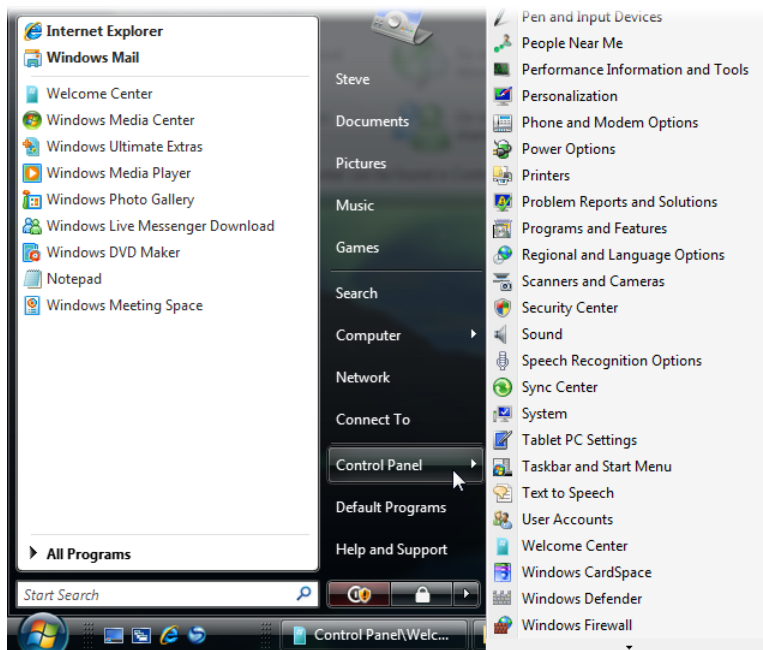 Internet Explorer
Windows Mail
Welcome Center
Windows Media Center
Windows Ultimate Extras
Windows Media Player
Windows Photo Gallery
Windows Live Messenger Download
Windows DVD Maker
Notepad
Windows Meeting Space
All Programs
Start Search
Steve
Documents
Pictures
Music
Games
Search
Computer
Network
Connect To
Control Panel
Default Programs
Help and Support
Pen and Input Devices
People Near Me
Performance Information and Tools
Personalization
Phone and Modem Options
Power Options
Printers
Problem Reports and Solutions
Programs and Features
Regional and Language Options
Scanners and Cameras
Security Center
Sound
Speech Recognition Options
Sync Center
System
Tablet PC Settings
Taskbar and Start Menu
Text to Speech
User Accounts
Welcome Center
Windows CardSpace
Windows Defender
Windows Firewall
Control Panel\Welc...